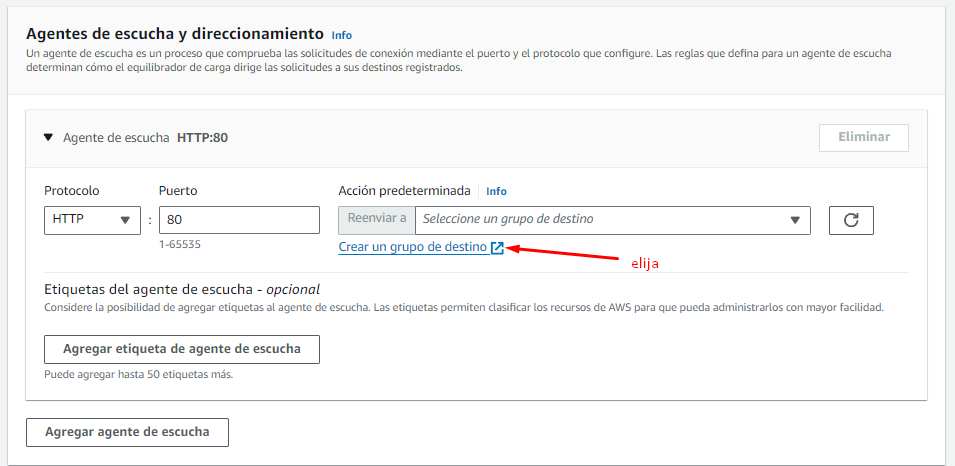 Agentes de escucha y direccionamiento Info
Un agente de escucha es un proceso que comprueba las solicitudes de conexión mediante el puerto y el protocolo que configure. Las reglas que defina para un agente de escucha
determinan cómo el equilibrador de carga dirige las solicitudes a sus destinos registrados.
Agente de escucha HTTP:80
Eliminar
Protocolo
Puerto
Acción predeterminada Info
HTTP
:
80
Reenviar a
Seleccione un grupo de destino
1-65535
Crear un grupo de destino
elija
Etiquetas del agente de escucha - opcional
Considere la posibilidad de agregar etiquetas al agente de escucha. Las etiquetas permiten clasificar los recursos de AWS para que pueda administrarlos con mayor facilidad.
Agregar etiqueta de agente de escucha
Puede agregar hasta 50 etiquetas más.
Agregar agente de escucha